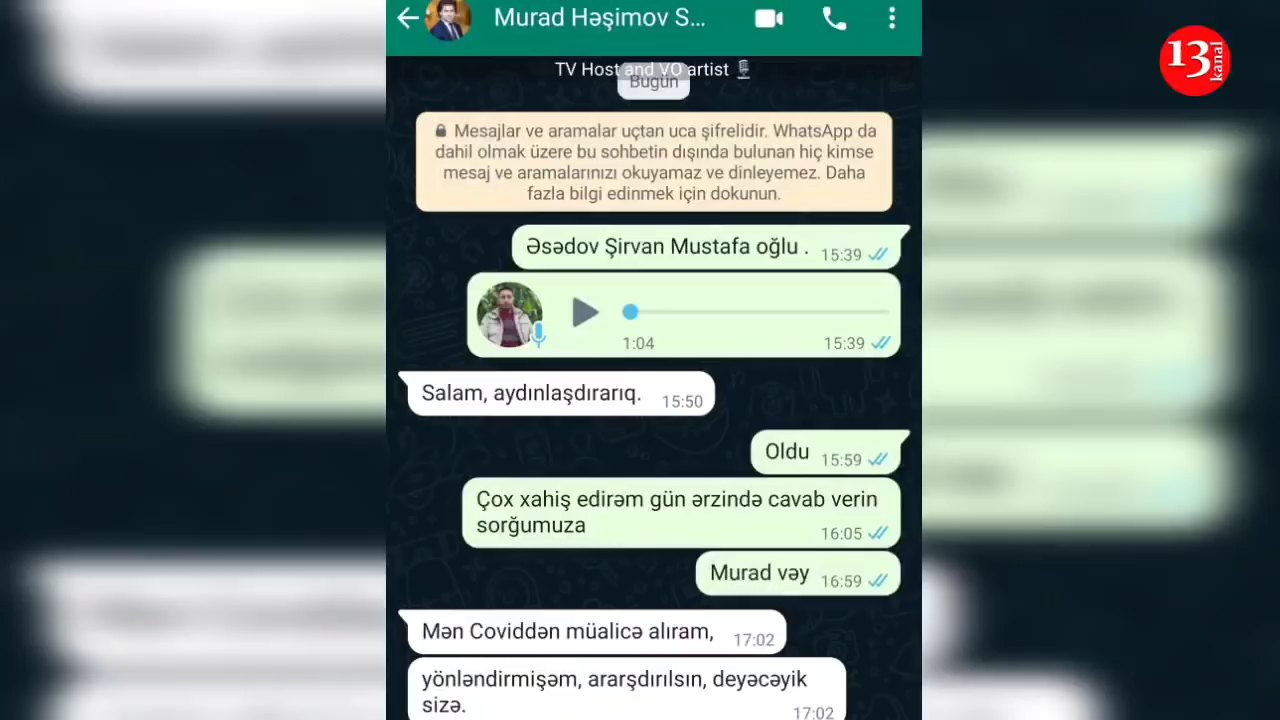 Murad Həşimov S...
13
kanal
TV Host and VO artist
Bugün
Mesajlar ve aramalar uçtan uca şifrelidir. WhatsApp da
dahil olmak üzere bu sohbetin dışında bulunan hiç kimse
mesaj ve aramalarınızı okuyamaz ve dinleyemez. Daha
fazla bilgi edinmek için dokunun.
Əsədov Şirvan Mustafa oğlu . 15:39
1:04 15:39
Salam, aydınlaşdırarıq. 15:50
Oldu 15:59
Çox xahiş edirəm gün ərzində cavab verin
sorğumuza
16:05
Murad vəy 16:59
Mən Coviddən müalicə alıram, 17:02
yönləndirmişəm, ararşdırılsın, deyəcəyik
sizə.
17:02